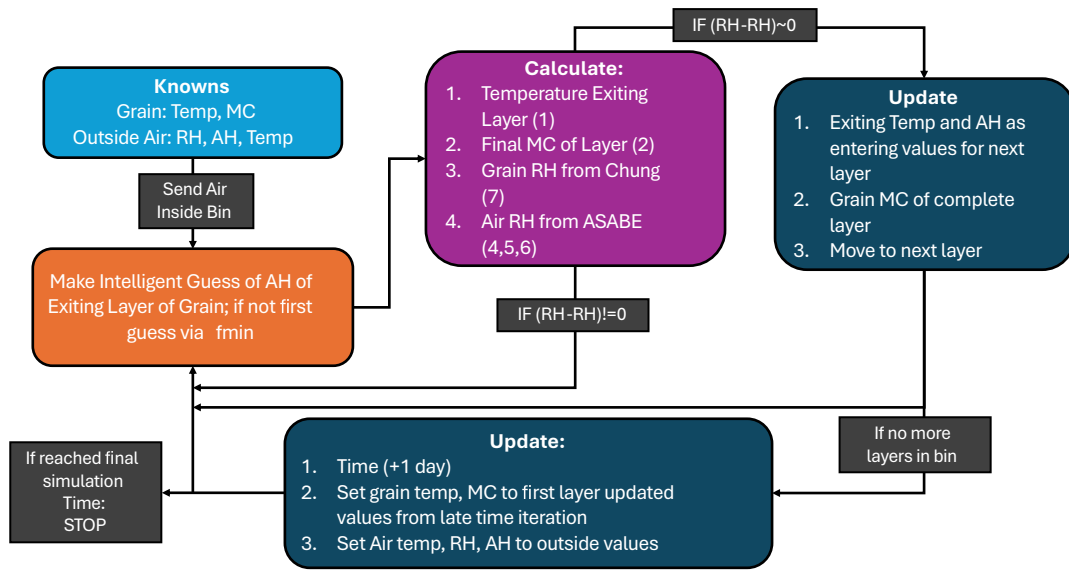 Knowns
Grain: Temp, MC
Outside Air: RH, AH, Temp
Send Air
Inside Bin
Make Intelligent Guess of AH of
Exiting Layer of Grain; if not first
guess via fmin
Calculate:
1. Temperature Exiting
Layer (1)
2. Final MC of Layer (2)
3. Grain RH from Chung
(7)
4. Air RH from ASABE
(4,5,6)
IF (RH-RH)~0
IF (RH-RH)!=0
Update
1. Exiting Temp and AH as
entering values for next
layer
2. Grain MC of complete
layer
3. Move to next layer
If no more
layers in bin
Update:
1. Time (+1 day)
2. Set grain temp, MC to first layer updated
values from late time iteration
3. Set Air temp, RH, AH to outside values
If reached final
simulation
Time:
STOP